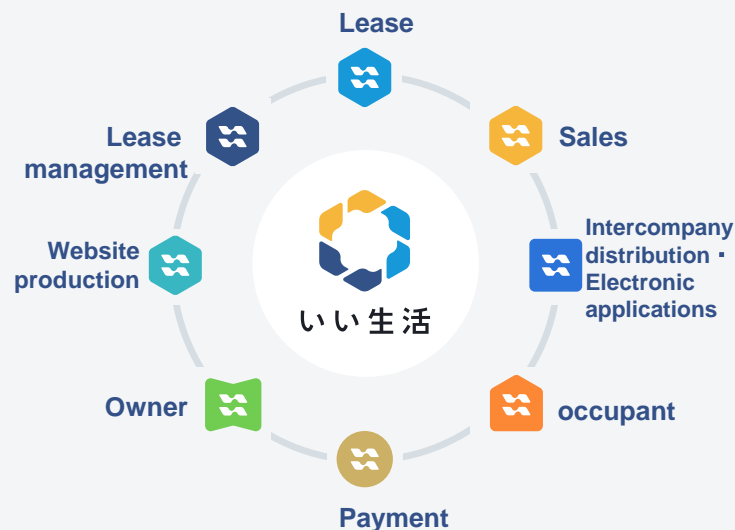 Lease
Sales
Intercompany
distribution・
Electronic
applications
occupant
Payment
Owner
Website
production
Lease
management
いい生活